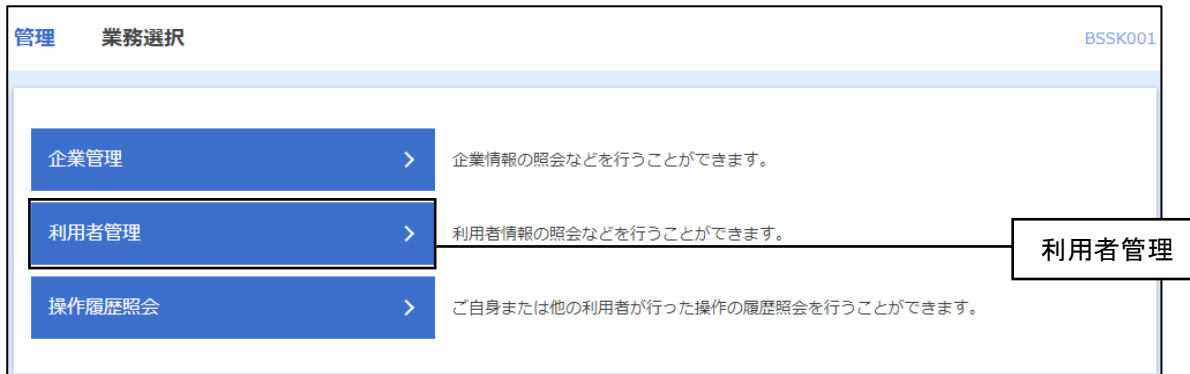 管理 業務選択 BSSK001
企業管理 企業情報の照会などを行うことができます。
利用者管理 利用者情報の照会などを行うことができます。
利用者管理
操作履歴照会 ご自身または他の利用者が行った操作の履歴照会を行うことができます。